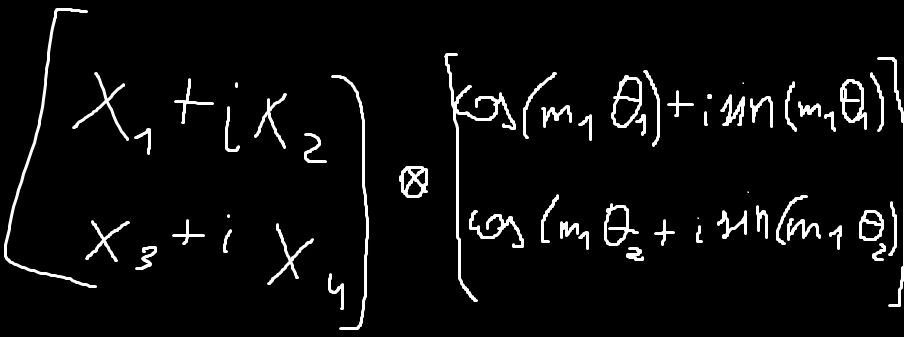 [x₁ + i x₂] ⊗ [cos(m₁ θ₁) + i sin(m₁ θ₁)]
[x₃ + i x₄] [cos(m₁ θ₂ + i sin(m₁ θ₂)]